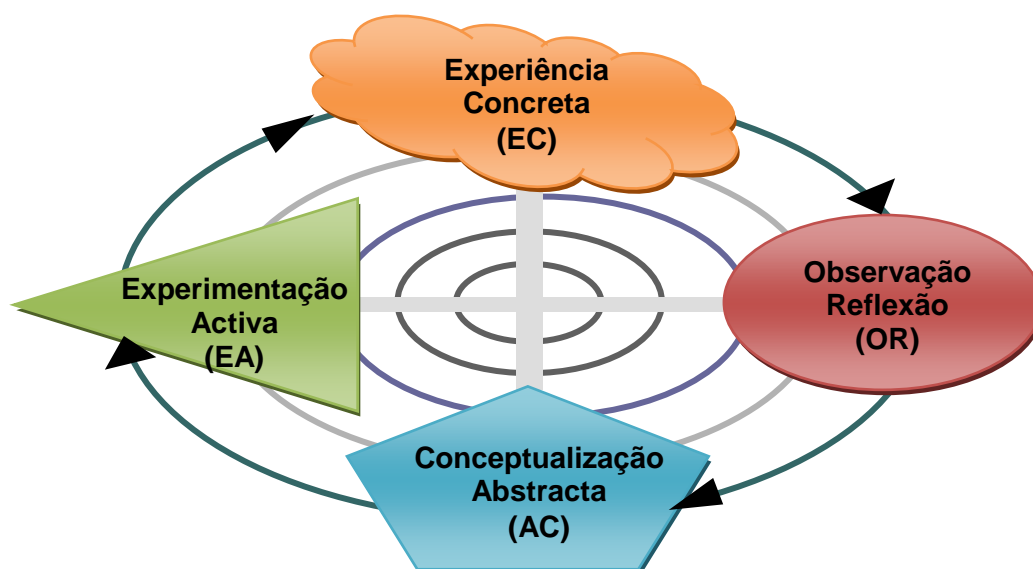 Experiência
Concreta
(EC)
Observação
Reflexão
(OR)
Experimentação
Activa
(EA)
Conceptualização
Abstracta
(AC)